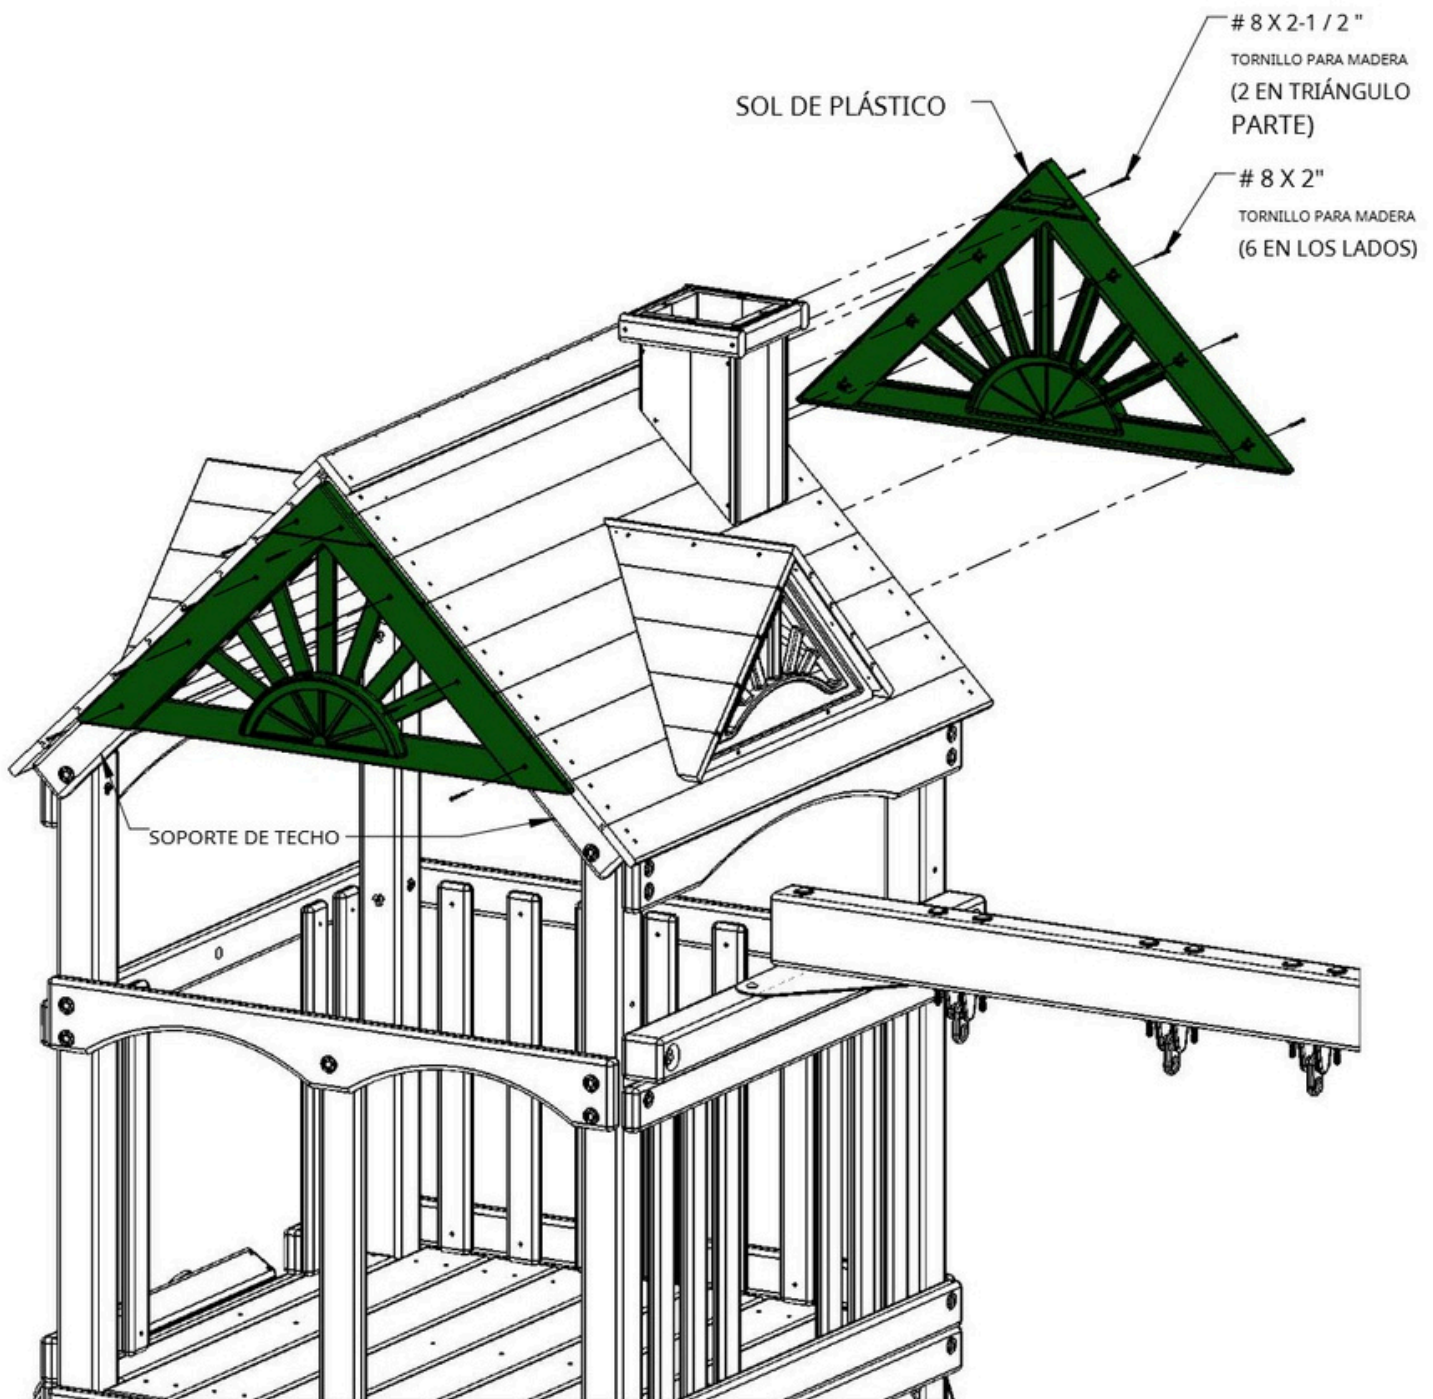 # 8 X 2-1 / 2 "
TORNILLO PARA MADERA
(2 EN TRIÁNGULO
PARTE)
SOL DE PLÁSTICO
# 8 X 2"
TORNILLO PARA MADERA
(6 EN LOS LADOS)
SOPORTE DE TECHO